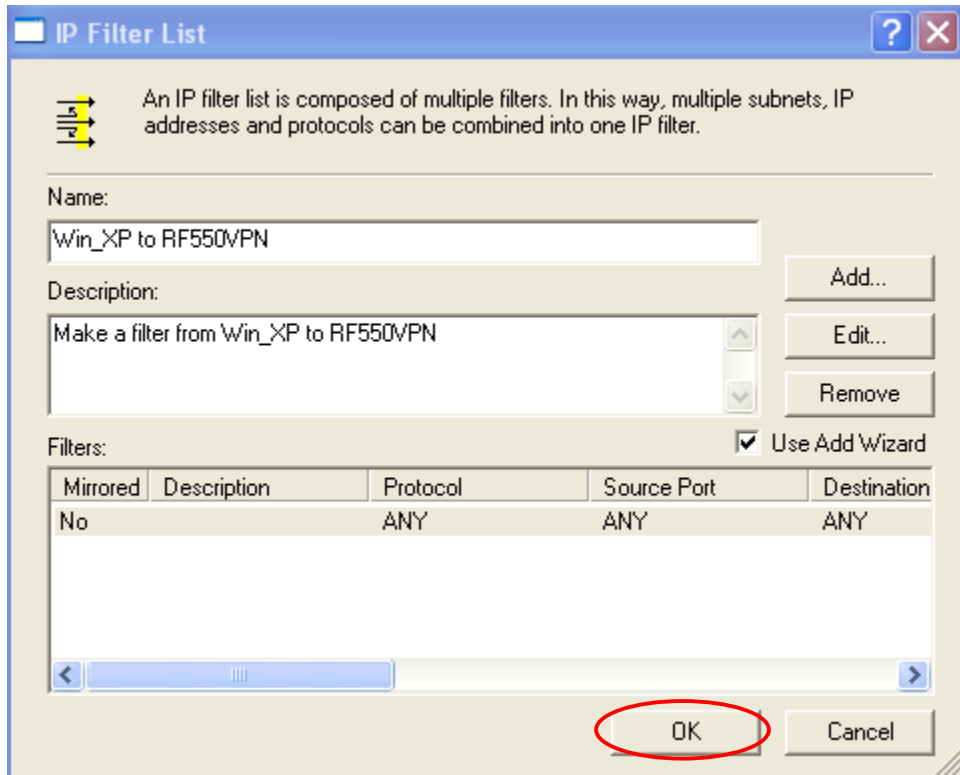 IP Filter List
An IP filter list is composed of multiple filters. In this way, multiple subnets, IP
addresses and protocols can be combined into one IP filter.
Name:
Win_XP to RF550VPN
Add...
Description:
Make a filter from Win_XP to RF550VPN
Edit...
Remove
Filters:
Use Add Wizard
Mirrored Description Protocol Source Port Destination
No ANY ANY ANY
OK Cancel